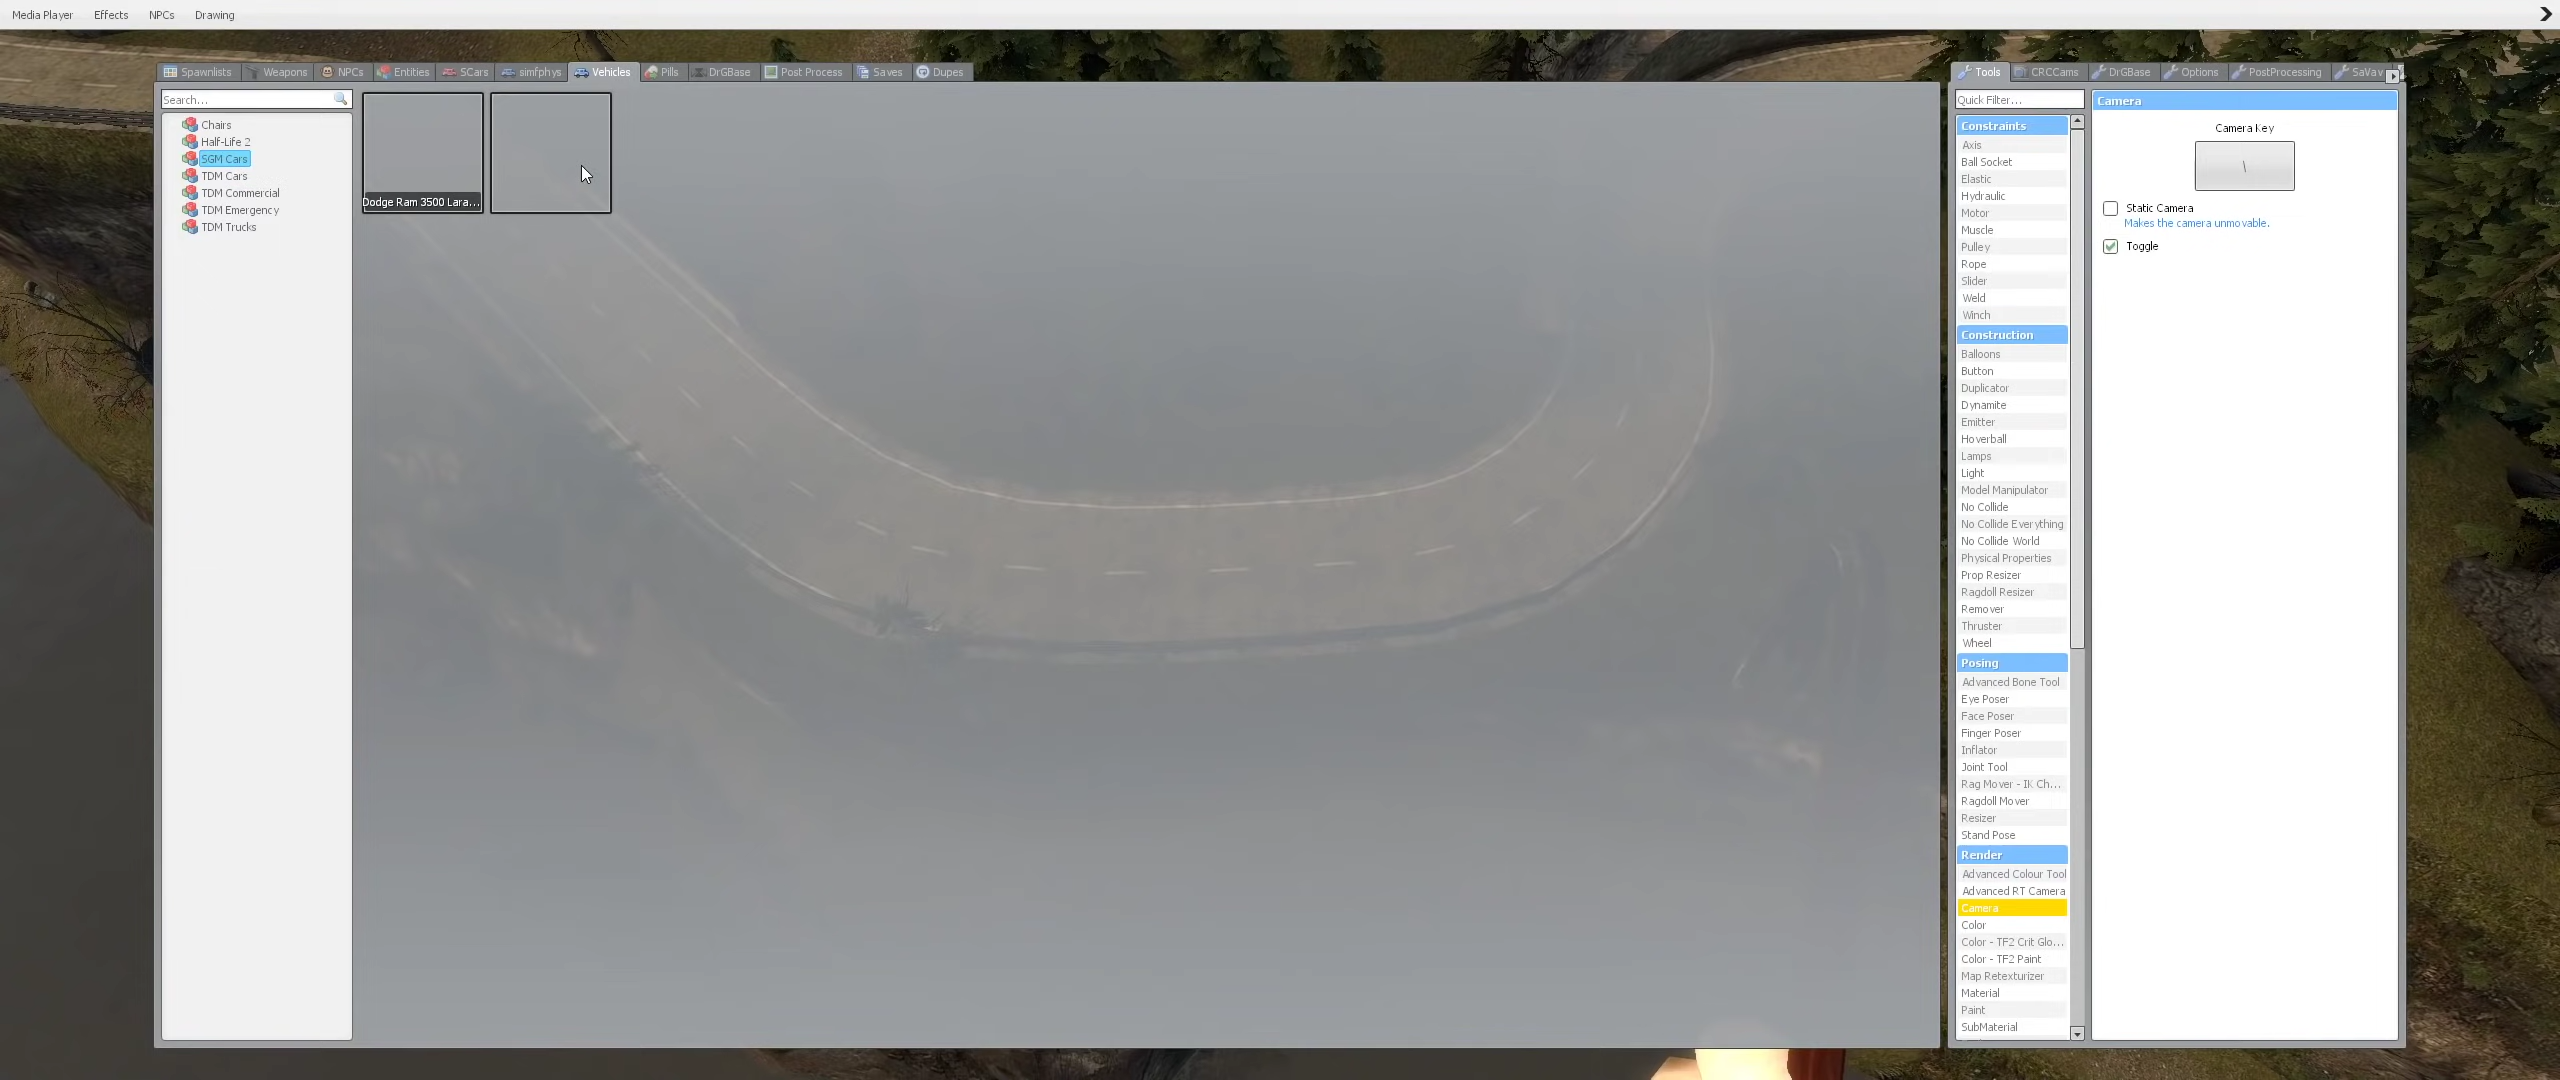 Media Player
Effects
NPCs
Drawing
Spawnlists
Weapons
NPCs
Entities
SCars
simfphys
Vehicles
Pills
DrGBase
Post Process
Saves
Dupes
Search...
Chairs
Half-Life 2
SGM Cars
TDM Cars
TDM Commercial
TDM Emergency
TDM Trucks
Dodge Ram 3500 Lara...
Tools
CRCCams
DrGBase
Options
PostProcessing
SaVav
Quick Filter...
Constraints
Axis
Ball Socket
Elastic
Hydraulic
Motor
Muscle
Pulley
Rope
Slider
Weld
Winch
Construction
Balloons
Button
Duplicator
Dynamite
Emitter
Hoverball
Lamps
Light
Model Manipulator
No Collide
No Collide Everything
No Collide World
Physical Properties
Prop Resizer
Ragdoll Resizer
Remover
Thruster
Wheel
Posing
Advanced Bone Tool
Eye Poser
Face Poser
Finger Poser
Inflator
Joint Tool
Rag Mover - IK Ch...
Ragdoll Mover
Resizer
Stand Pose
Render
Advanced Colour Tool
Advanced RT Camera
Camera
Color
Color - TF2 Crit Glo...
Color - TF2 Paint
Map Retexturizer
Material
Paint
SubMaterial
Camera
Camera Key
\
Static Camera
Makes the camera unmovable.
Toggle